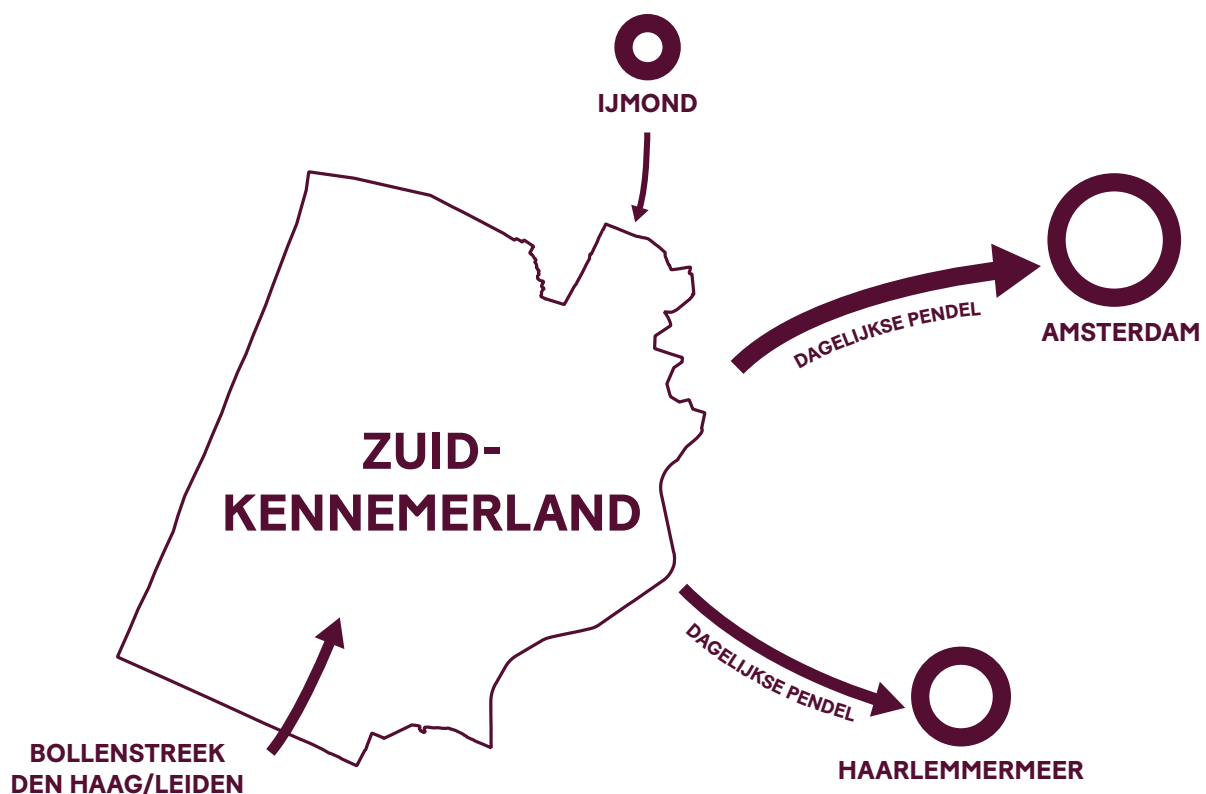 IJMOND
DAGELIJKSE PENDEL
AMSTERDAM
ZUID-
KENNEMERLAND
DAGELIJKSE PENDEL
BOLLENSTREEK
DEN HAAG/LEIDEN
HAARLEMMERMEER